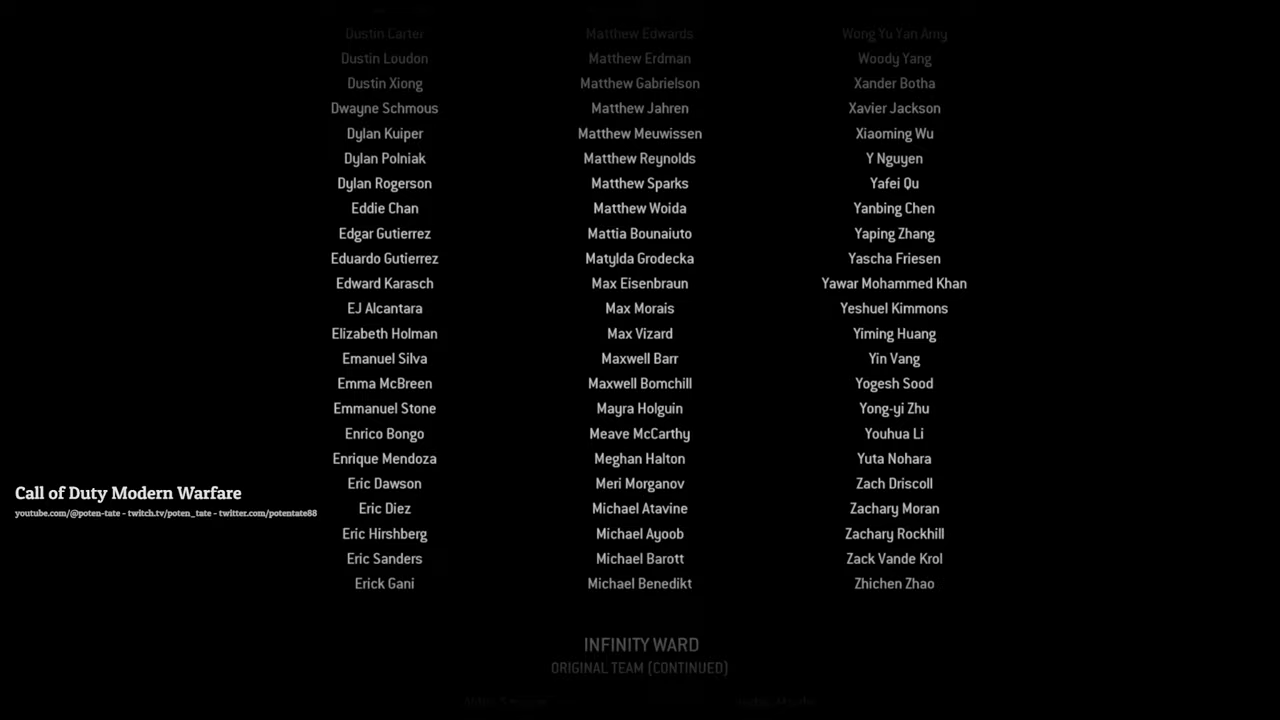 Dustin Carter
Dustin Loudon
Dustin Xiong
Dwayne Schmous
Dylan Kuiper
Dylan Polniak
Dylan Rogerson
Eddie Chan
Edgar Gutierrez
Eduardo Gutierrez
Edward Karasch
EJ Alcantara
Elizabeth Holman
Emanuel Silva
Emma McBreen
Emmanuel Stone
Enrico Bongo
Enrique Mendoza
Eric Dawson
Eric Diez
Eric Hirshberg
Eric Sanders
Erick Gani
Matthew Edwards
Matthew Erdman
Matthew Gabrielson
Matthew Jahren
Matthew Meuwissen
Matthew Reynolds
Matthew Sparks
Matthew Woida
Mattia Bounaiuto
Matylda Grodecka
Max Eisenbraun
Max Morais
Max Vizard
Maxwell Barr
Maxwell Bomchill
Mayra Holguin
Meave McCarthy
Meghan Halton
Meri Morganov
Michael Atavine
Michael Ayoob
Michael Barott
Michael Benedikt
Wong Yu Yan Amy
Woody Yang
Xander Botha
Xavier Jackson
Xiaoming Wu
Y Nguyen
Yafei Qu
Yanbing Chen
Yaping Zhang
Yascha Friesen
Yawar Mohammed Khan
Yeshuel Kimmons
Yiming Huang
Yin Vang
Yogesh Sood
Yong-yi Zhu
Youhua Li
Yuta Nohara
Zach Driscoll
Zachary Moran
Zachary Rockhill
Zack Vande Krol
Zhichen Zhao
Call of Duty Modern Warfare
youtube.com/@poten-tate - twitch.tv/poten_tate - twitter.com/potentate88
INFINITY WARD
ORIGINAL TEAM (CONTINUED)